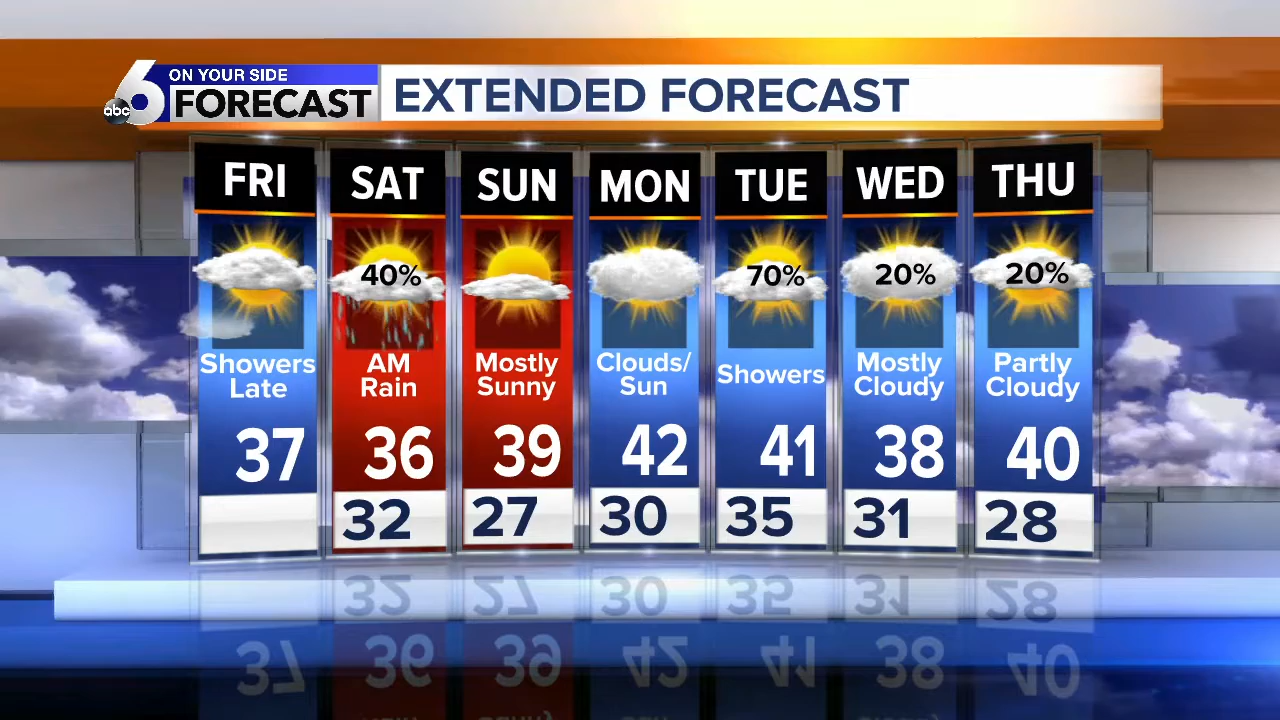 abc 6 ON YOUR SIDE
FORECAST
EXTENDED FORECAST
FRI SAT SUN MON TUE WED THU
40% 70% 20% 20%
Showers Late
AM Rain
Mostly Sunny
Clouds/ Sun
Showers
Mostly Cloudy
Partly Cloudy
37 36 39 42 41 38 40
32 27 30 35 31 28